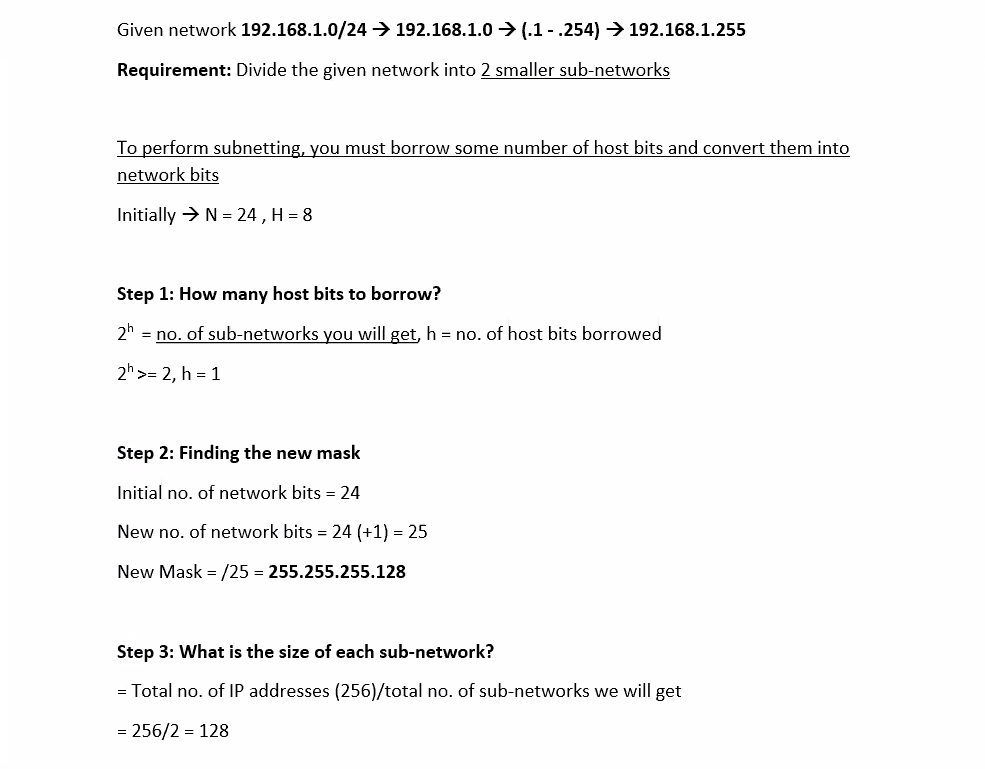 Given network 192.168.1.0/24 → 192.168.1.0 → (.1 - .254) → 192.168.1.255
Requirement: Divide the given network into 2 smaller sub-networks
To perform subnetting, you must borrow some number of host bits and convert them into
network bits
Initially → N = 24 , H = 8
Step 1: How many host bits to borrow?
2ʰ = no. of sub-networks you will get, h = no. of host bits borrowed
2ʰ >= 2, h = 1
Step 2: Finding the new mask
Initial no. of network bits = 24
New no. of network bits = 24 (+1) = 25
New Mask = /25 = 255.255.255.128
Step 3: What is the size of each sub-network?
= Total no. of IP addresses (256)/total no. of sub-networks we will get
= 256/2 = 128